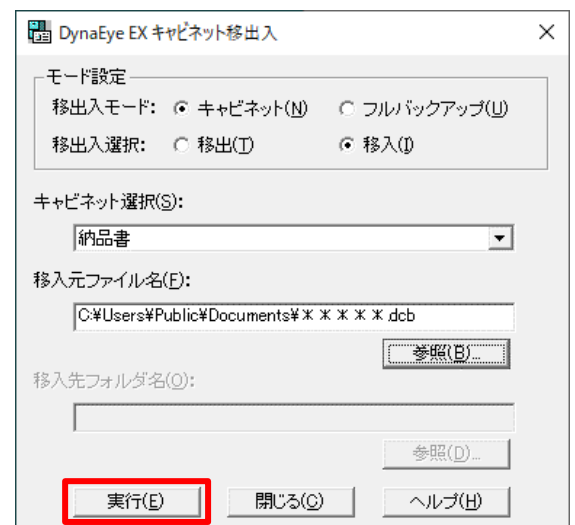 DynaEye EX キャビネット移出入
モード設定
移出入モード: キャビネット(N) フルバックアップ(U)
移出入選択: 移出(T) 移入(I)
キャビネット選択(S):
納品書
移入元ファイル名(F):
C:¥Users¥Public¥Documents¥＊＊＊＊＊.dcb
参照(B)...
移入先フォルダ名(O):
参照(D)...
実行(E) 閉じる(C) ヘルプ(H)